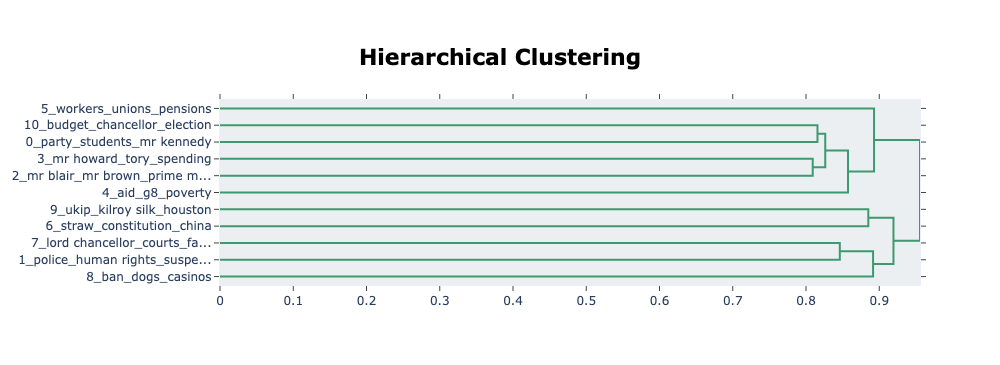 Hierarchical Clustering
5_workers_unions_pensions
10_budget_chancellor_election
0_party_students_mr kennedy
3_mr howard_tory_spending
2_mr blair_mr brown_prime m...
4_aid_g8_poverty
9_ukip_kilroy silk_houston
6_straw_constitution_china
7_lord chancellor_courts_fa...
1_police_human rights_suspe...
8_ban_dogs_casinos
0 0.1 0.2 0.3 0.4 0.5 0.6 0.7 0.8 0.9